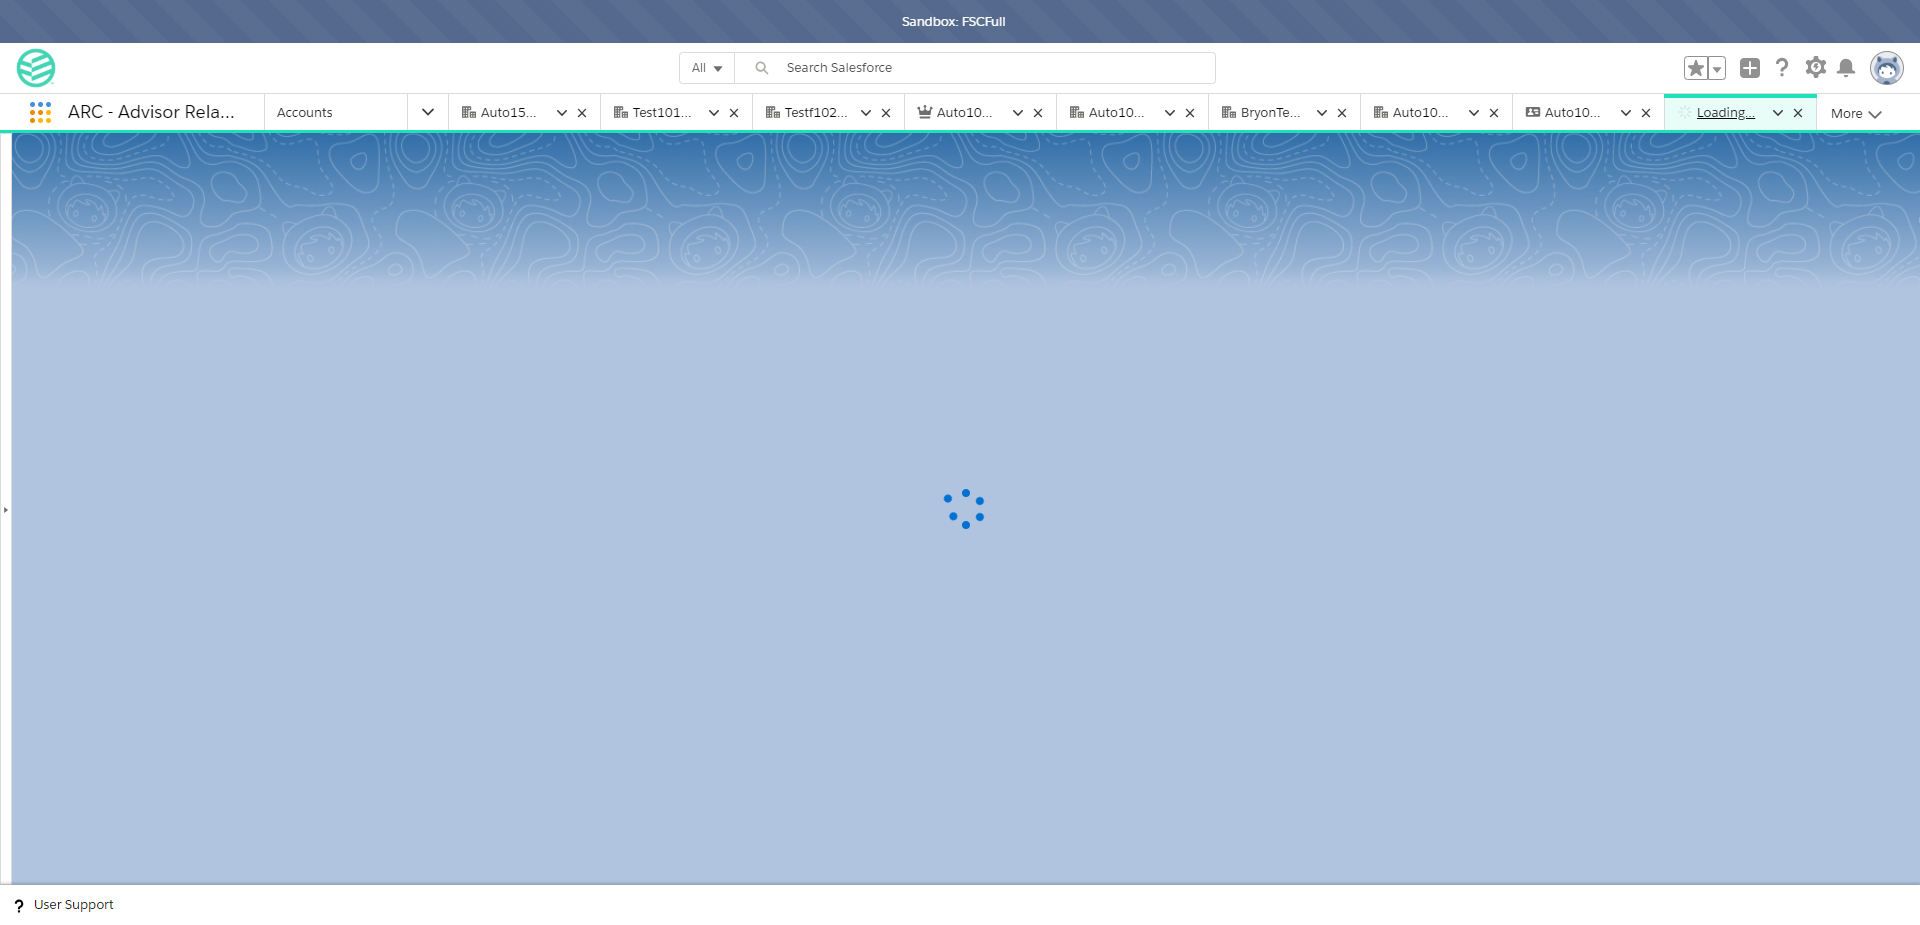 Sandbox: FSCFull
All
Search Salesforce
ARC - Advisor Rela...
Accounts
Auto15...
Test101...
Testf102...
Auto10...
Auto10...
BryonTe...
Auto10...
Auto10...
Loading...
More
User Support